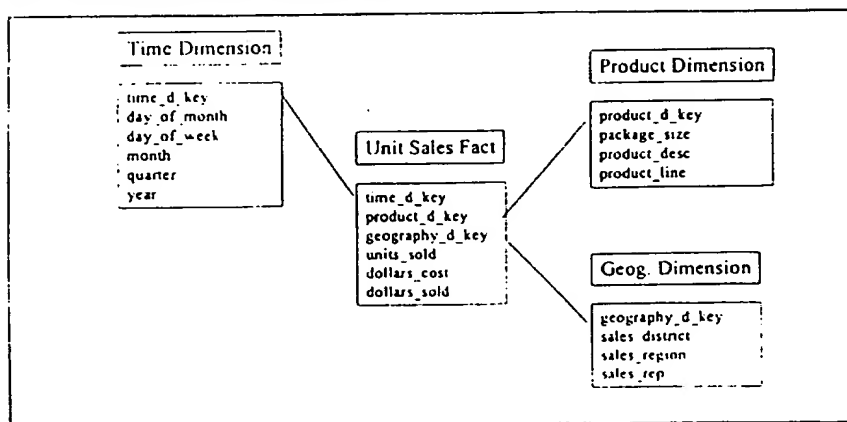 Time Dimension
time_d_key
day_of_month
day_of_week
month
quarter
year
Unit Sales Fact
time_d_key
product_d_key
geography_d_key
units_sold
dollars_cost
dollars_sold
Product Dimension
product_d_key
package_size
product_desc
product_line
Geog. Dimension
geography_d_key
sales_district
sales_region
sales_rep